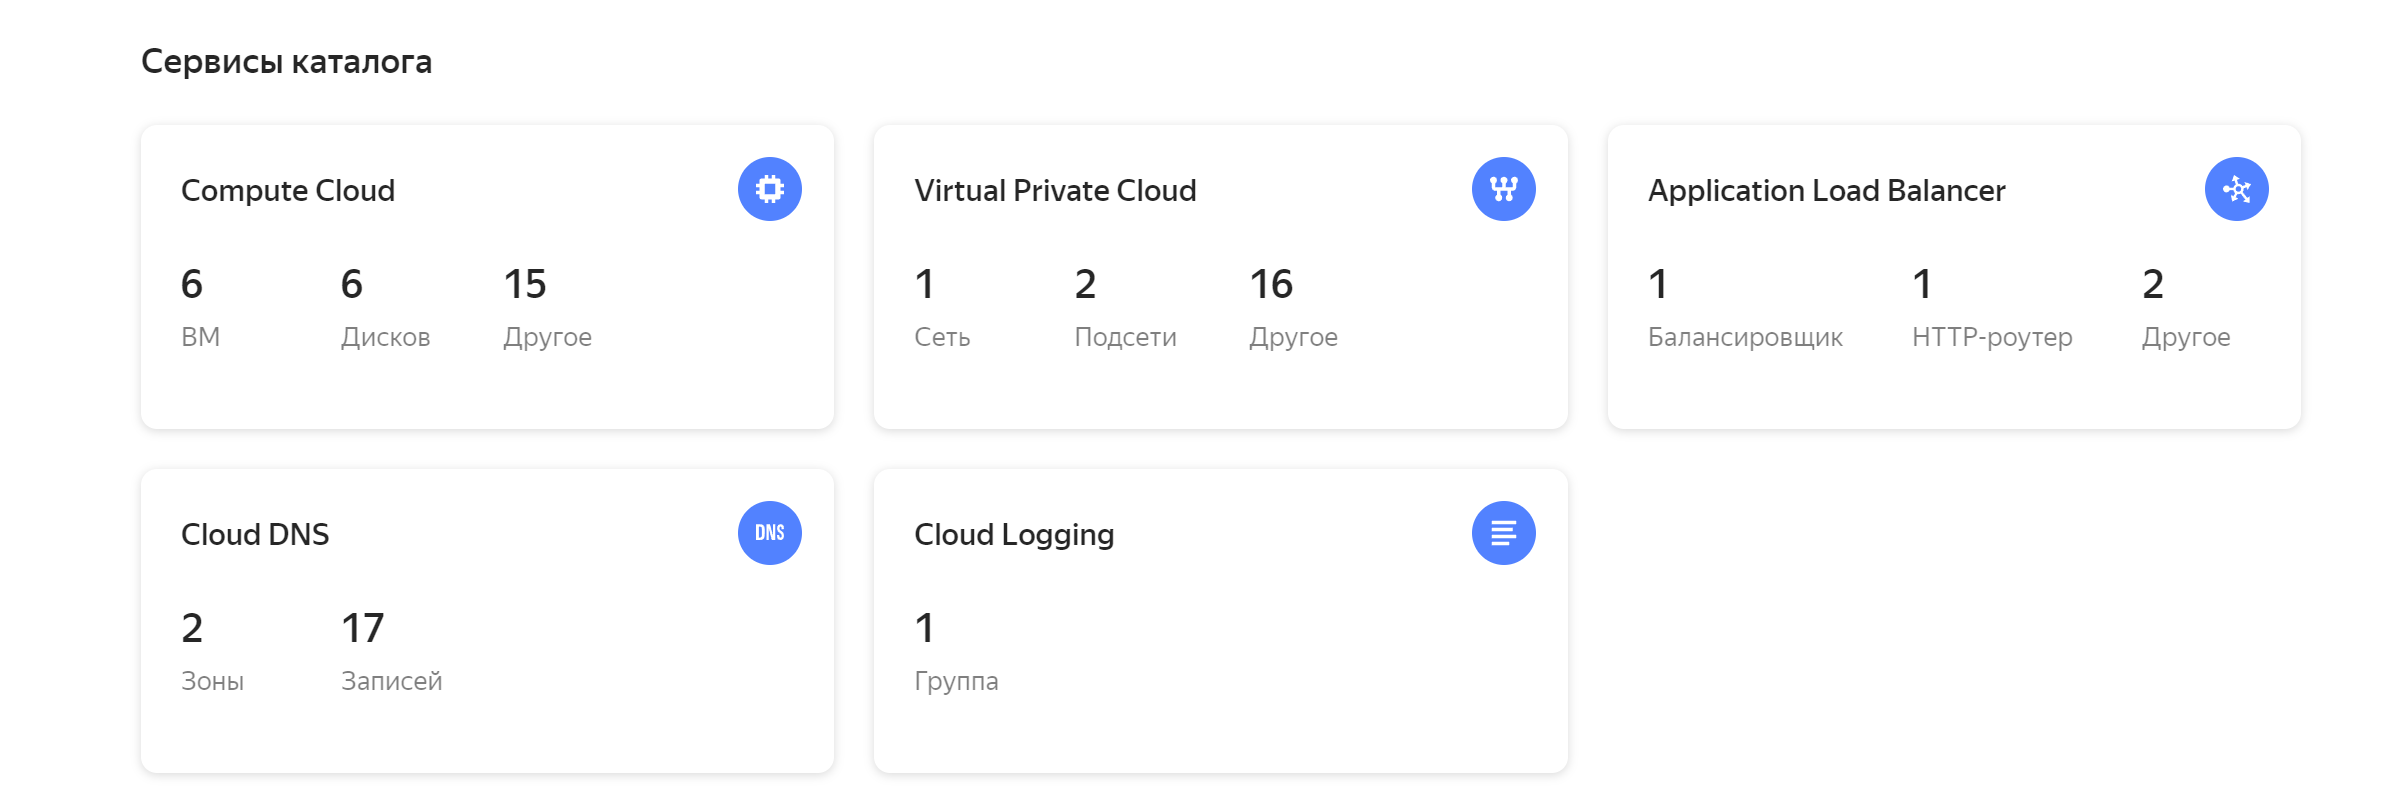 Сервисы каталога
Compute Cloud
6 6 15
ВМ Дисков Другое
Virtual Private Cloud
1 2 16
Сеть Подсети Другое
Application Load Balancer
1 1 2
Балансировщик HTTP-роутер Другое
Cloud DNS
DNS
2 17
Зоны Записей
Cloud Logging
1
Группа